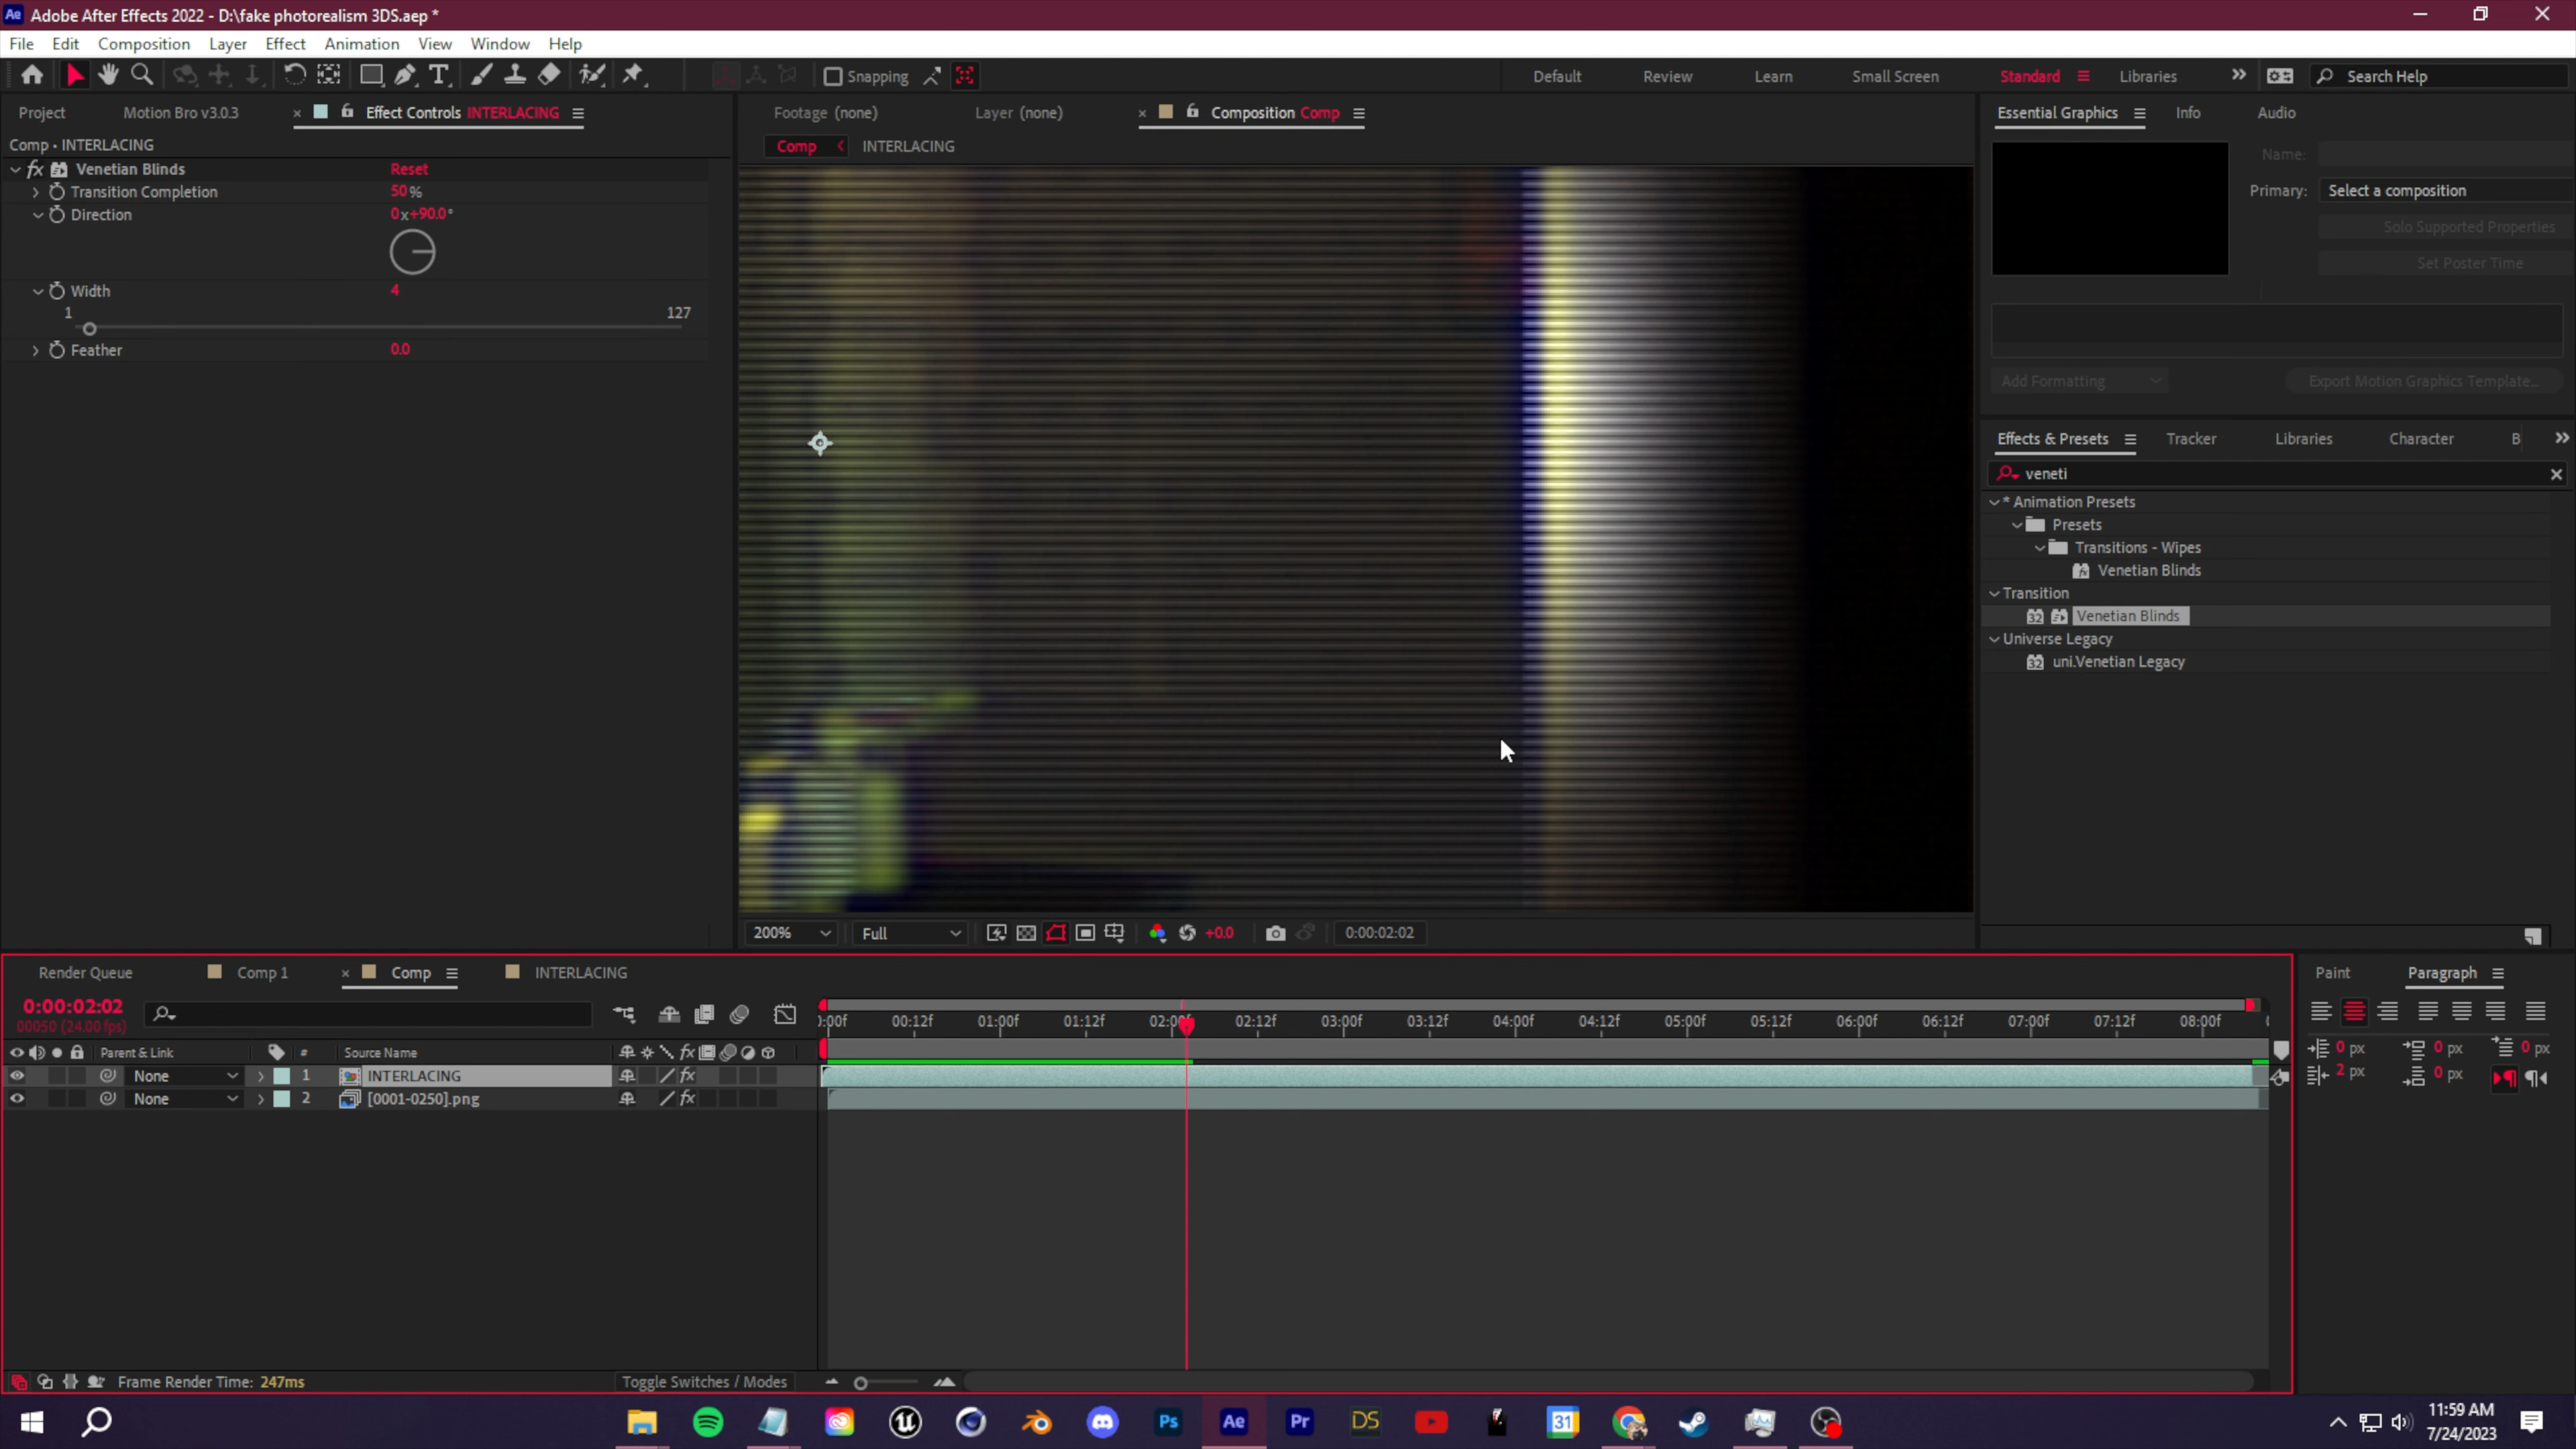 Adobe After Effects 2022 - D:\fake photorealism 3DS.aep *
File Edit Composition Layer Effect Animation View Window Help
Snapping Default Review Learn Small Screen Standard Libraries Search Help
Project Motion Bro v3.0.3 Effect Controls INTERLACING
Footage (none) Layer (none) Composition Comp
Essential Graphics Info Audio
Comp • INTERLACING
Comp INTERLACING
Name:
Venetian Blinds Reset
Transition Completion 50 %
Primary: Select a composition
Direction 0x+90.0°
Solo Supported Properties
Set Poster Time
Width 4
1 127
Feather 0.0
Add Formatting Export Motion Graphics Template...
Effects & Presets Tracker Libraries Character B
veneti
* Animation Presets
Presets
Transitions - Wipes
Venetian Blinds
Transition
32 Venetian Blinds
Universe Legacy
32 uni.Venetian Legacy
200% Full +0.0 0:00:02:02
Render Queue Comp 1 Comp INTERLACING
Paint Paragraph
0:00:02:02
00050 (24.00 fps)
:00f 00:12f 01:00f 01:12f 02:00f 02:12f 03:00f 03:12f 04:00f 04:12f 05:00f 05:12f 06:00f 06:12f 07:00f 07:12f 08:00f
Parent & Link # Source Name
0 px 0 px 0 px
None 1 INTERLACING
2 px 0 px
None 2 [0001-0250].png
Frame Render Time: 247ms Toggle Switches / Modes
Ps Ae Pr DS 31
11:59 AM
7/24/2023